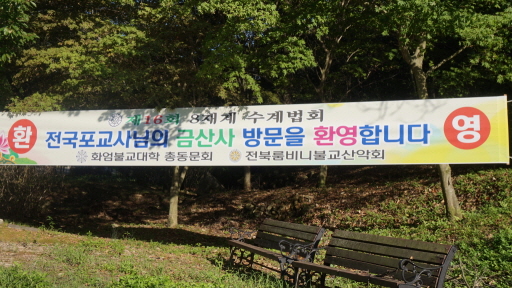 제16회 8재계 수계법회
환 전국포교사님의 금산사 방문을 환영합니다 영
화엄불교대학 총동문회 전북룸비니불교산악회